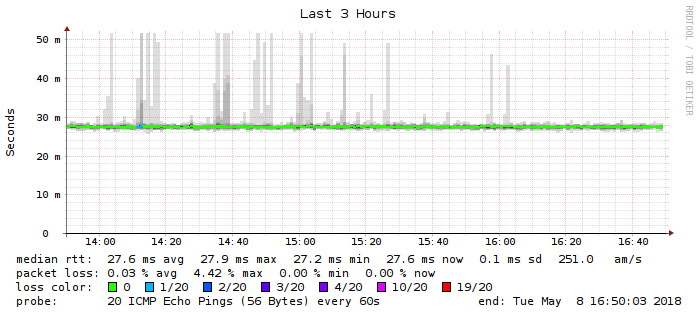 Last 3 Hours
RRDTOOL / TOBI OETIKER
Seconds
50 m
40 m
30 m
20 m
10 m
0
14:00 14:20 14:40 15:00 15:20 15:40 16:00 16:20 16:40
median rtt: 27.6 ms avg 27.9 ms max 27.2 ms min 27.6 ms now 0.1 ms sd 251.0 am/s
packet loss: 0.03 % avg 4.42 % max 0.00 % min 0.00 % now
loss color: 0 1/20 2/20 3/20 4/20 10/20 19/20
probe: 20 ICMP Echo Pings (56 Bytes) every 60s end: Tue May 8 16:50:03 2018